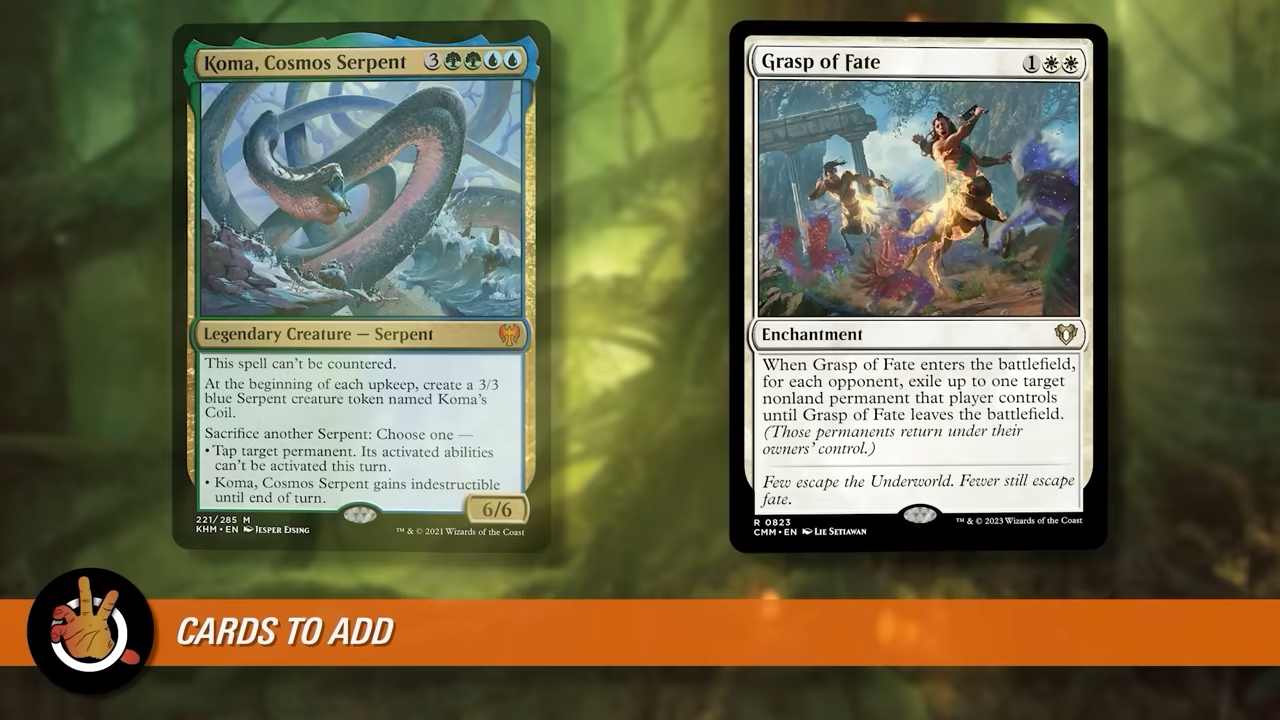 Koma, Cosmos Serpent 3
Legendary Creature — Serpent
This spell can't be countered.
At the beginning of each upkeep, create a 3/3
blue Serpent creature token named Koma's
Coil.
Sacrifice another Serpent: Choose one —
• Tap target permanent. Its activated abilities
can't be activated this turn.
• Koma, Cosmos Serpent gains indestructible
until end of turn.
6/6
221/285 M
KHM • EN Jesper Ejsing
™ & © 2021 Wizards of the Coast
Grasp of Fate 1
Enchantment
When Grasp of Fate enters the battlefield,
for each opponent, exile up to one target
nonland permanent that player controls
until Grasp of Fate leaves the battlefield.
(Those permanents return under their
owners' control.)
Few escape the Underworld. Fewer still escape
fate.
R 0823
CMM • EN Lie Setiawan
™ & © 2023 Wizards of the Coast
CARDS TO ADD